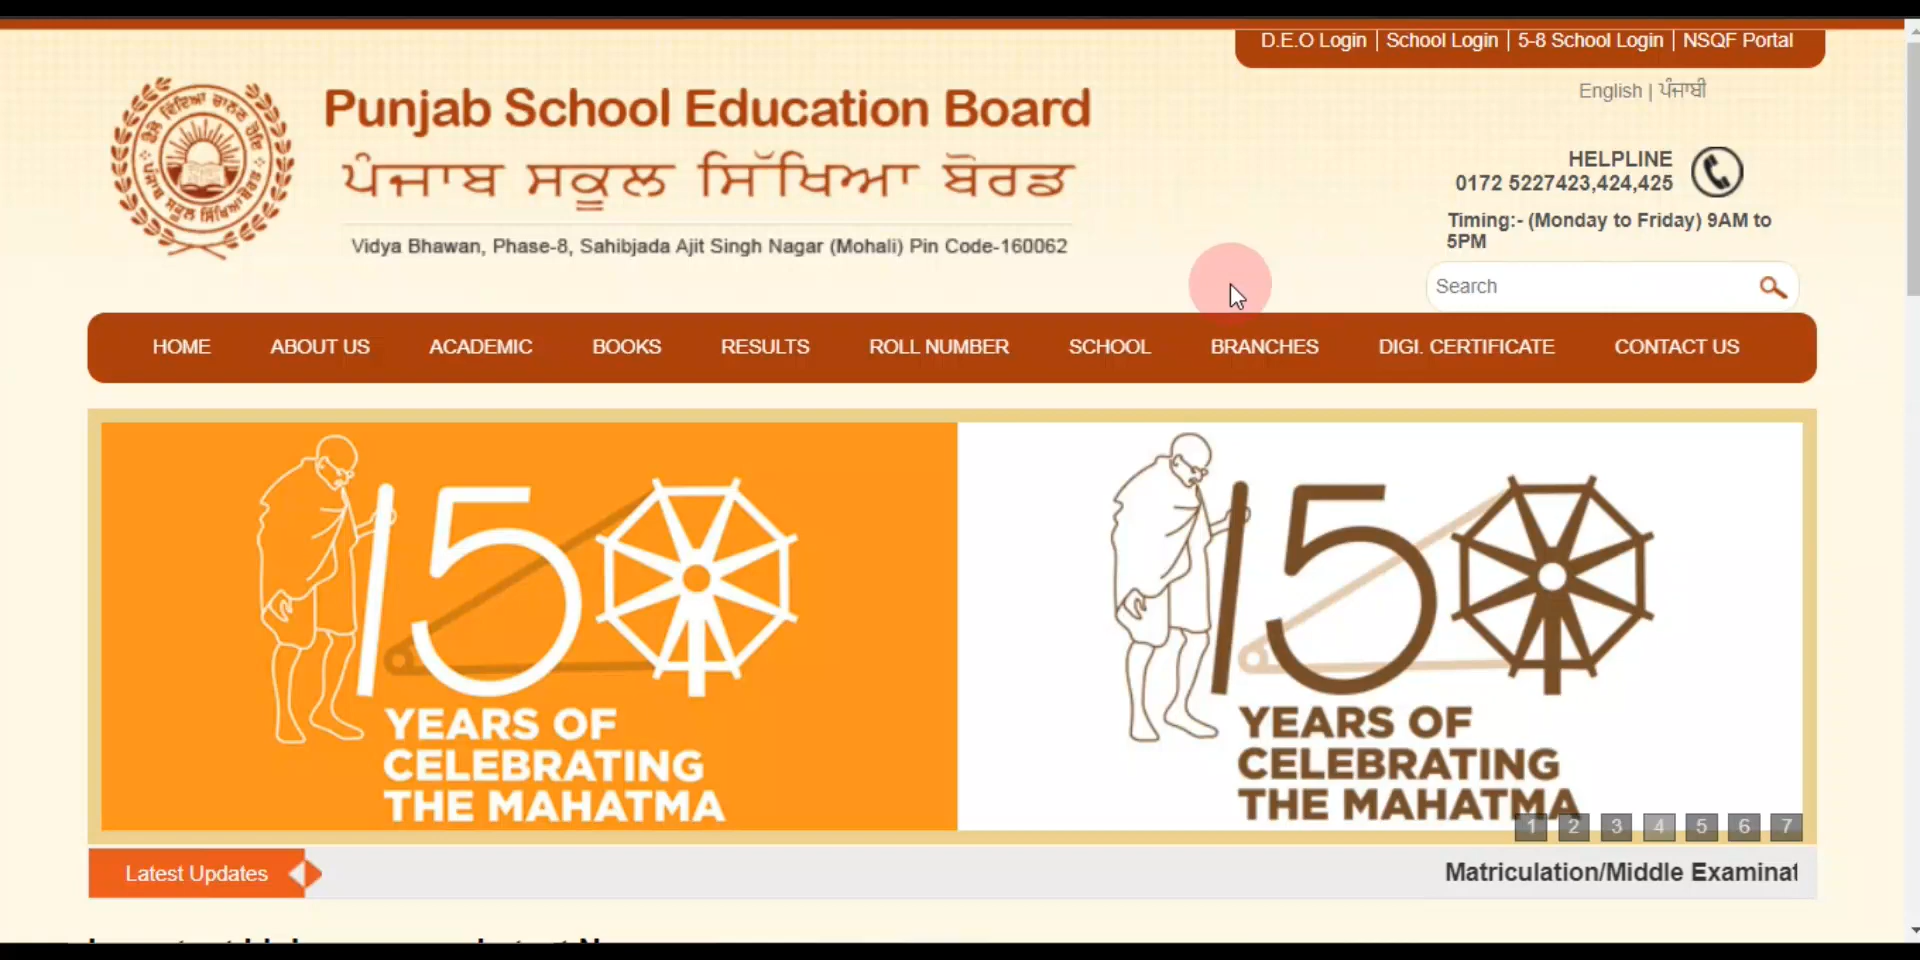 D.E.O Login | School Login | 5-8 School Login | NSQF Portal
English | ਪੰਜਾਬੀ
Punjab School Education Board
ਪੰਜਾਬ ਸਕੂਲ ਸਿੱਖਿਆ ਬੋਰਡ
Vidya Bhawan, Phase-8, Sahibjada Ajit Singh Nagar (Mohali) Pin Code-160062
HELPLINE
0172 5227423,424,425
Timing:- (Monday to Friday) 9AM to
5PM
Search
HOME ABOUT US ACADEMIC BOOKS RESULTS ROLL NUMBER SCHOOL BRANCHES DIGI. CERTIFICATE CONTACT US
150
YEARS OF
CELEBRATING
THE MAHATMA
150
YEARS OF
CELEBRATING
THE MAHATMA
1 2 3 4 5 6 7
Latest Updates
Matriculation/Middle Examinat